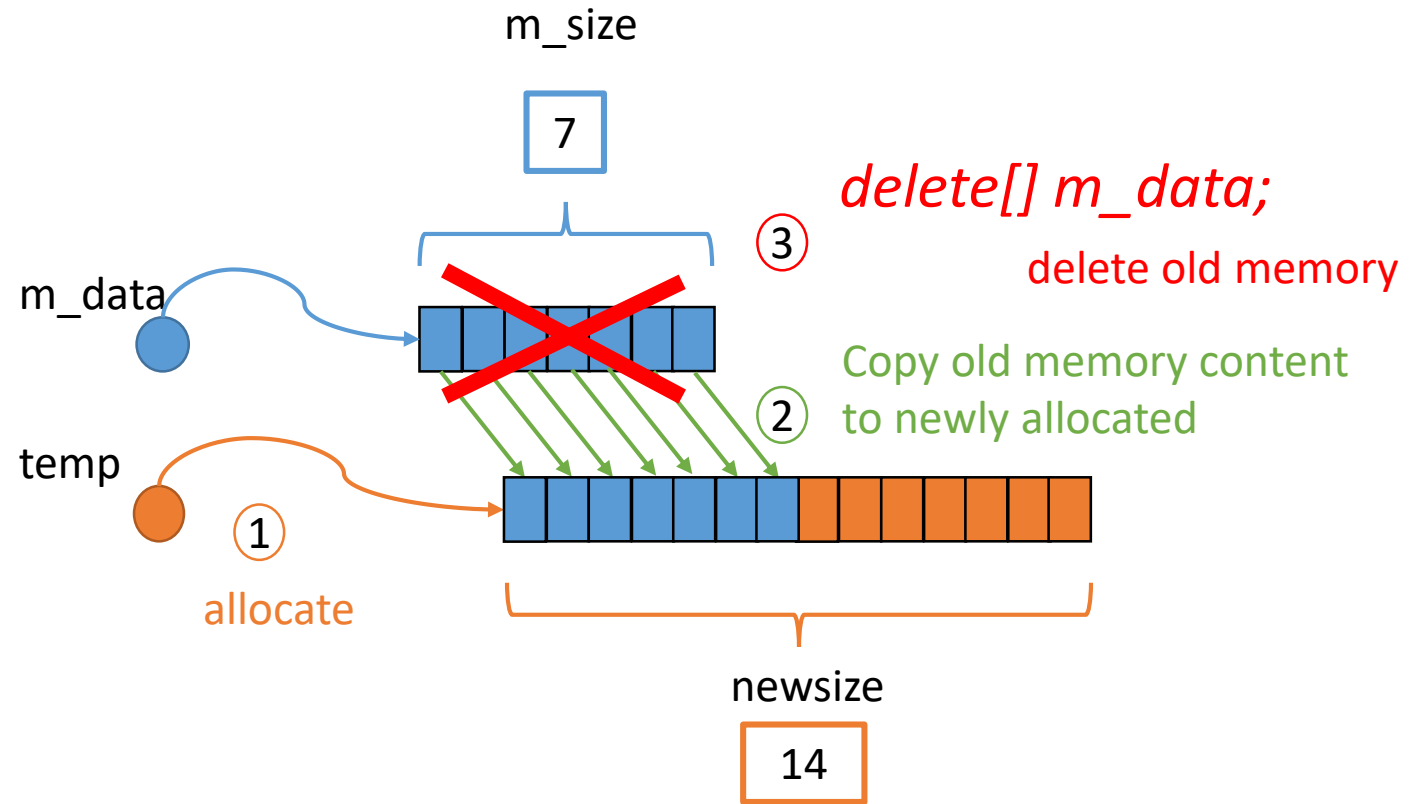 m_size
7
delete[] m_data;
3
delete old memory
m_data
Copy old memory content
2
to newly allocated
temp
1
allocate
newsize
14